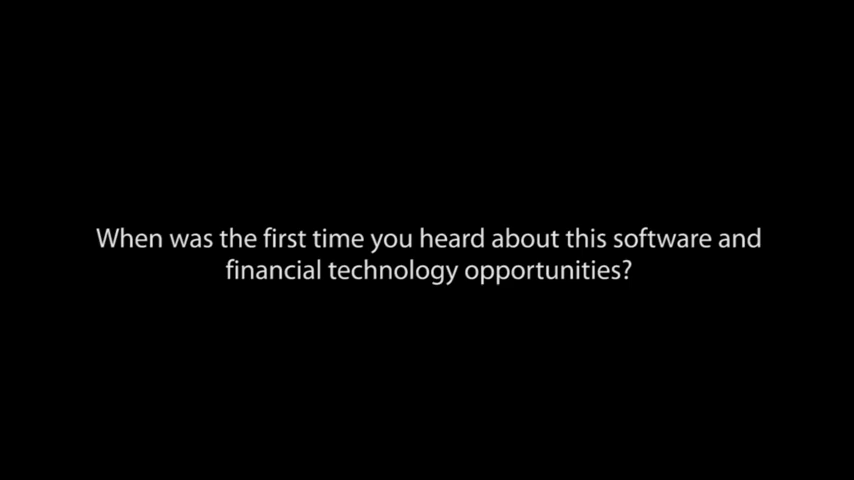 When was the first time you heard about this software and
financial technology opportunities?